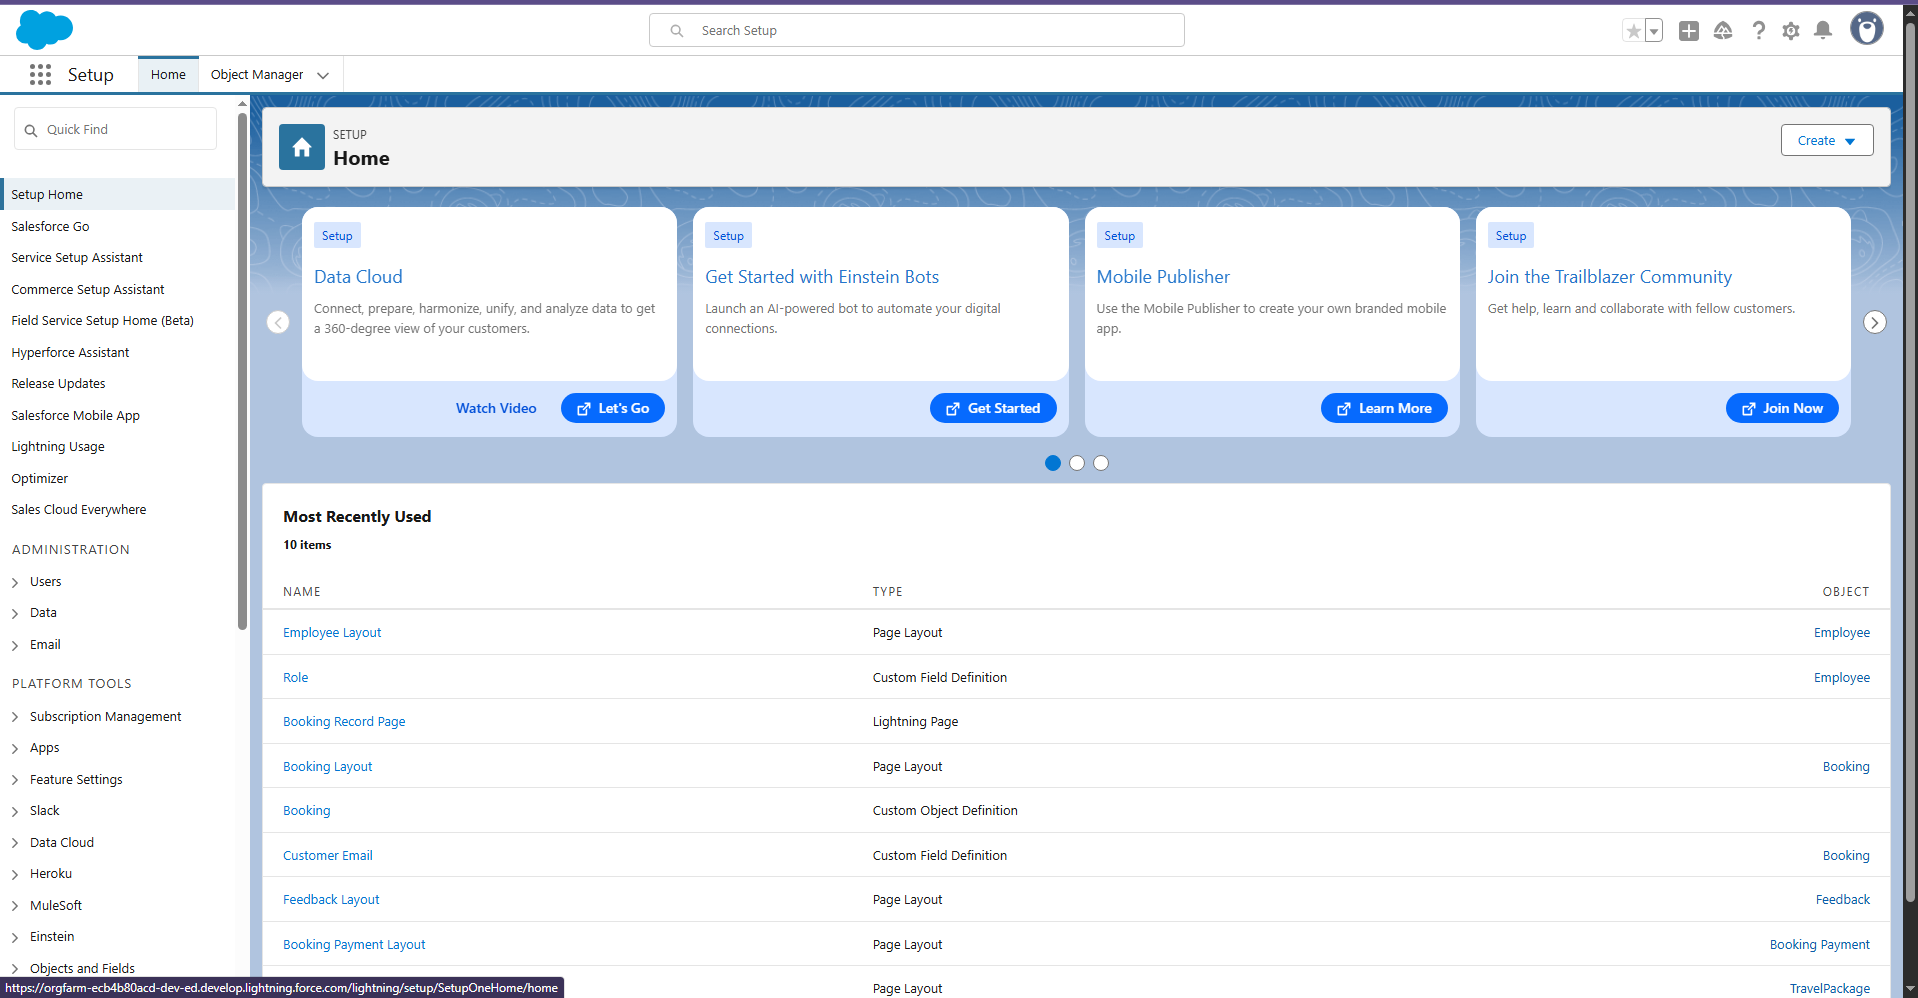 Search Setup
Setup
Home
Object Manager
Quick Find
Setup Home
Salesforce Go
Service Setup Assistant
Commerce Setup Assistant
Field Service Setup Home (Beta)
Hyperforce Assistant
Release Updates
Salesforce Mobile App
Lightning Usage
Optimizer
Sales Cloud Everywhere
ADMINISTRATION
Users
Data
Email
PLATFORM TOOLS
Subscription Management
Apps
Feature Settings
Slack
Data Cloud
Heroku
MuleSoft
Einstein
Objects and Fields
SETUP
Home
Create
Setup
Data Cloud
Connect, prepare, harmonize, unify, and analyze data to get
a 360-degree view of your customers.
Watch Video
Let's Go
Setup
Get Started with Einstein Bots
Launch an AI-powered bot to automate your digital
connections.
Get Started
Setup
Mobile Publisher
Use the Mobile Publisher to create your own branded mobile
app.
Learn More
Setup
Join the Trailblazer Community
Get help, learn and collaborate with fellow customers.
Join Now
Most Recently Used
10 items
NAME TYPE OBJECT
Employee Layout Page Layout Employee
Role Custom Field Definition Employee
Booking Record Page Lightning Page
Booking Layout Page Layout Booking
Booking Custom Object Definition
Customer Email Custom Field Definition Booking
Feedback Layout Page Layout Feedback
Booking Payment Layout Page Layout Booking Payment
Page Layout TravelPackage
https://orgfarm-ecb4b80acd-dev-ed.develop.lightning.force.com/lightning/setup/SetupOneHome/home